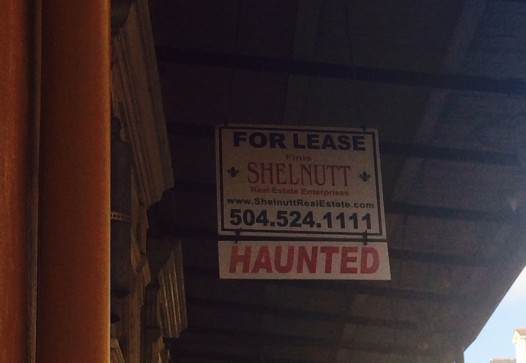 FOR LEASE
Finis
SHELNUTT
Real Estate Enterprises
www.ShelnuttRealEstate.com
504.524.1111
HAUNTED